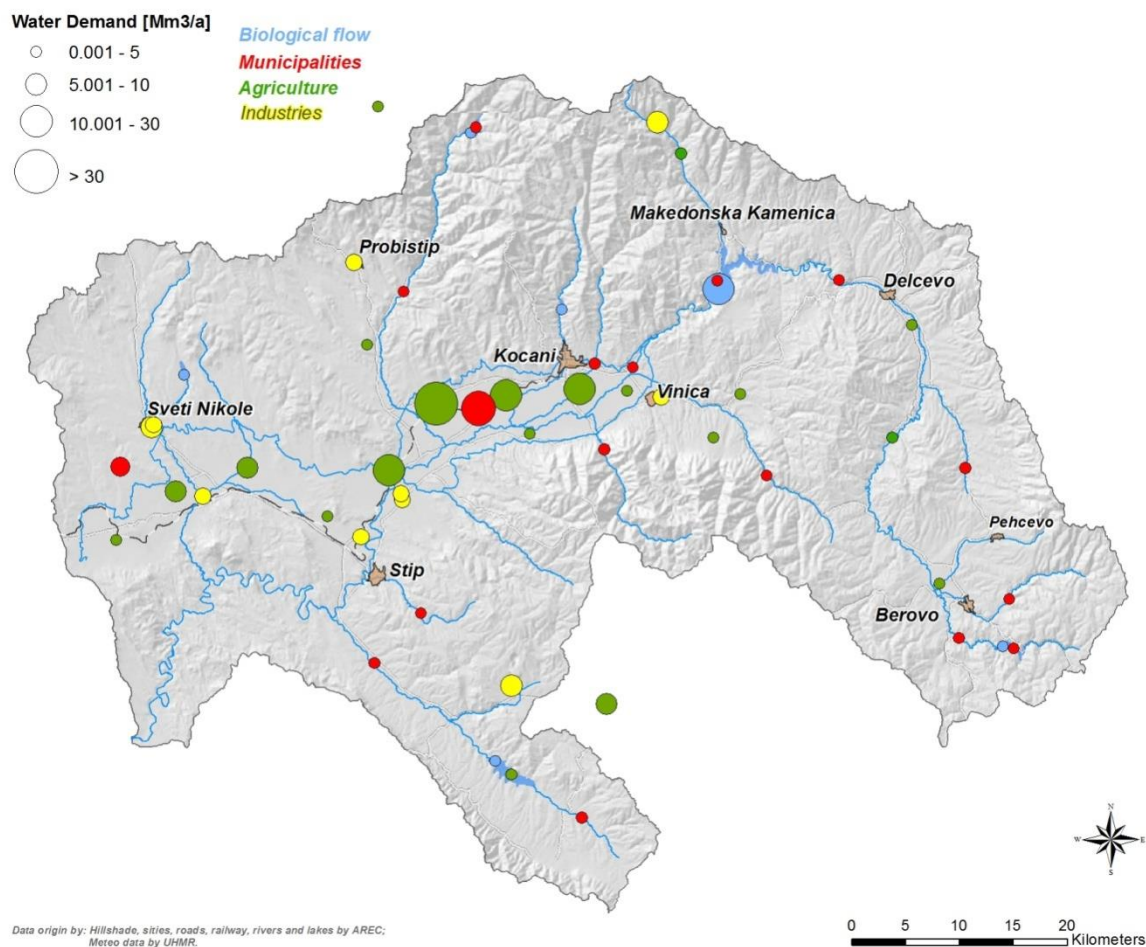 Water Demand [Mm3/a]
0.001 - 5
5.001 - 10
10.001 - 30
> 30
Biological flow
Municipalities
Agriculture
Industries
Makedonska Kamenica
Probistip
Delcevo
Kocani
Vinica
Sveti Nikole
Pehcevo
Stip
Berovo
N
W E
S
0 5 10 15 20
Kilometers
Data origin by: Hillshade, sities, roads, railway, rivers and lakes by AREC;
Meteo data by UHMR.